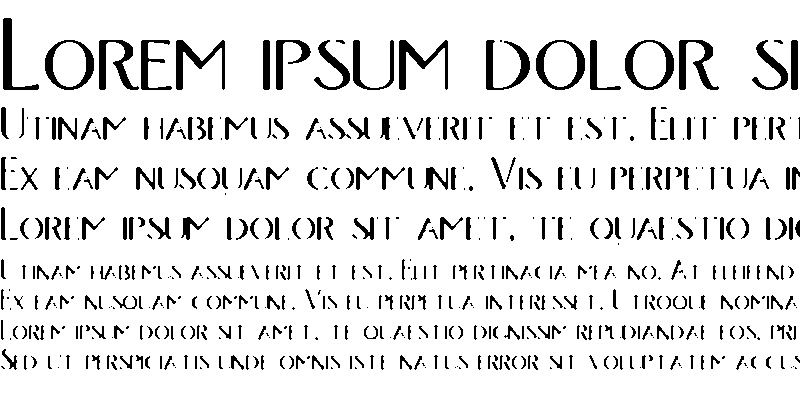 Lorem ipsum dolor si
Utinam habemus assueverit et est. Elit pert
Ex eam nusquam commune. Vis eu perpetua in
Lorem ipsum dolor sit amet, te quaestio dic
Utinam habemus assueverit et est. Elit pertinacia mea no. At eleifend
Ex eam nusquam commune. Vis eu perpetua interesset. Utroque nomina
Lorem ipsum dolor sit amet, te quaestio dignissim repudiandae eos, pri
Sed ut perspiciatis unde omnis iste natus error sit voluptatem accus